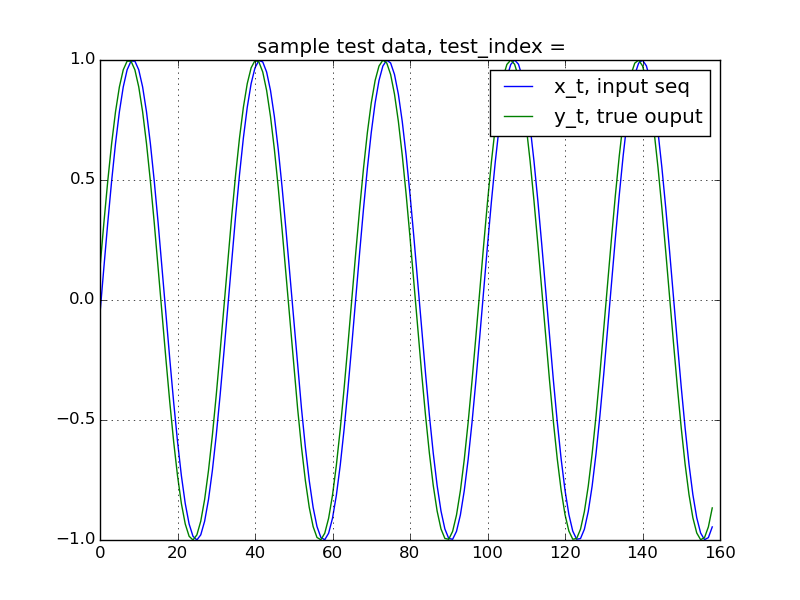 sample test data, test_index =
x_t, input seq
y_t, true ouput
1.0
0.5
0.0
−0.5
−1.0
0 20 40 60 80 100 120 140 160